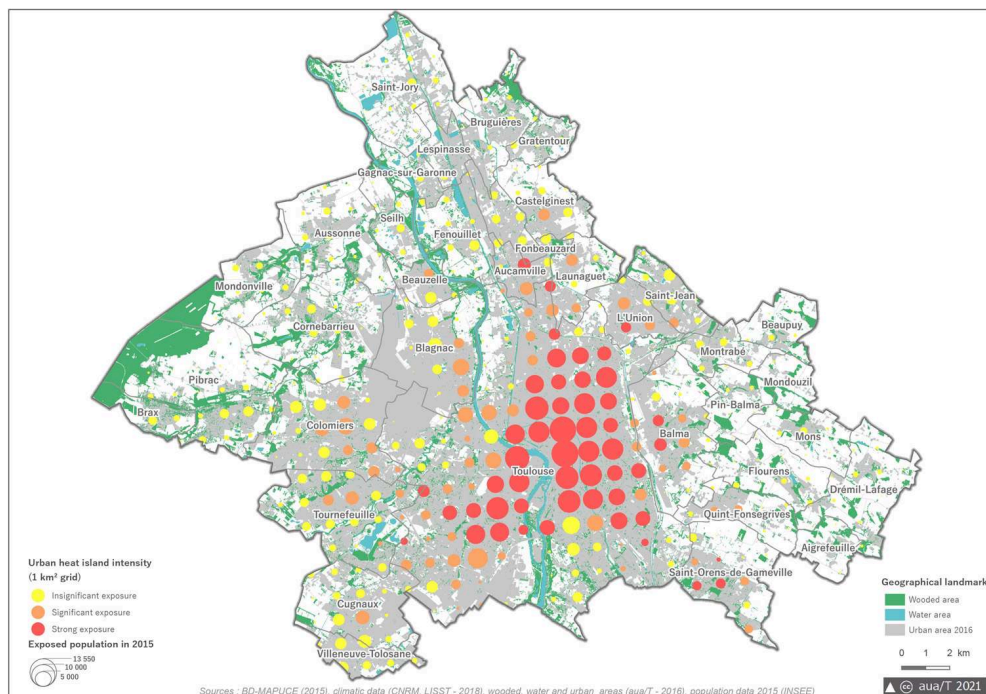 Saint-Jory
Bruguières
Gratentour
Lespinasse
Gagnac-sur-Garonne
Castelginest
Seilh
Aussonne
Fenouillet
Fonbeauzard
Aucamville
Launaguet
Beauzelle
Mondonville
Saint-Jean
L'Union
Cornebarrieu
Beaupuy
Blagnac
Montrabé
Pibrac
Mondouzil
Brax
Pin-Balma
Colomiers
Balma
Mons
Toulouse
Flourens
Drémil-Lafage
Tournefeuille
Quint-Fonsegrives
Aigrefeuille
Saint-Orens-de-Gameville
Cugnaux
Villeneuve-Tolosane
Urban heat island intensity
(1 km² grid)
Insignificant exposure
Significant exposure
Strong exposure
Exposed population in 2015
13 550
10 000
5 000
Geographical landmark
Wooded area
Water area
Urban area 2016
0 1 2 km
Sources : BD-MAPUCE (2015), climatic data (CNRM, LISST - 2018), wooded, water and urban areas (aua/T - 2016), population data 2015 (INSEE)
cc aua/T 2021